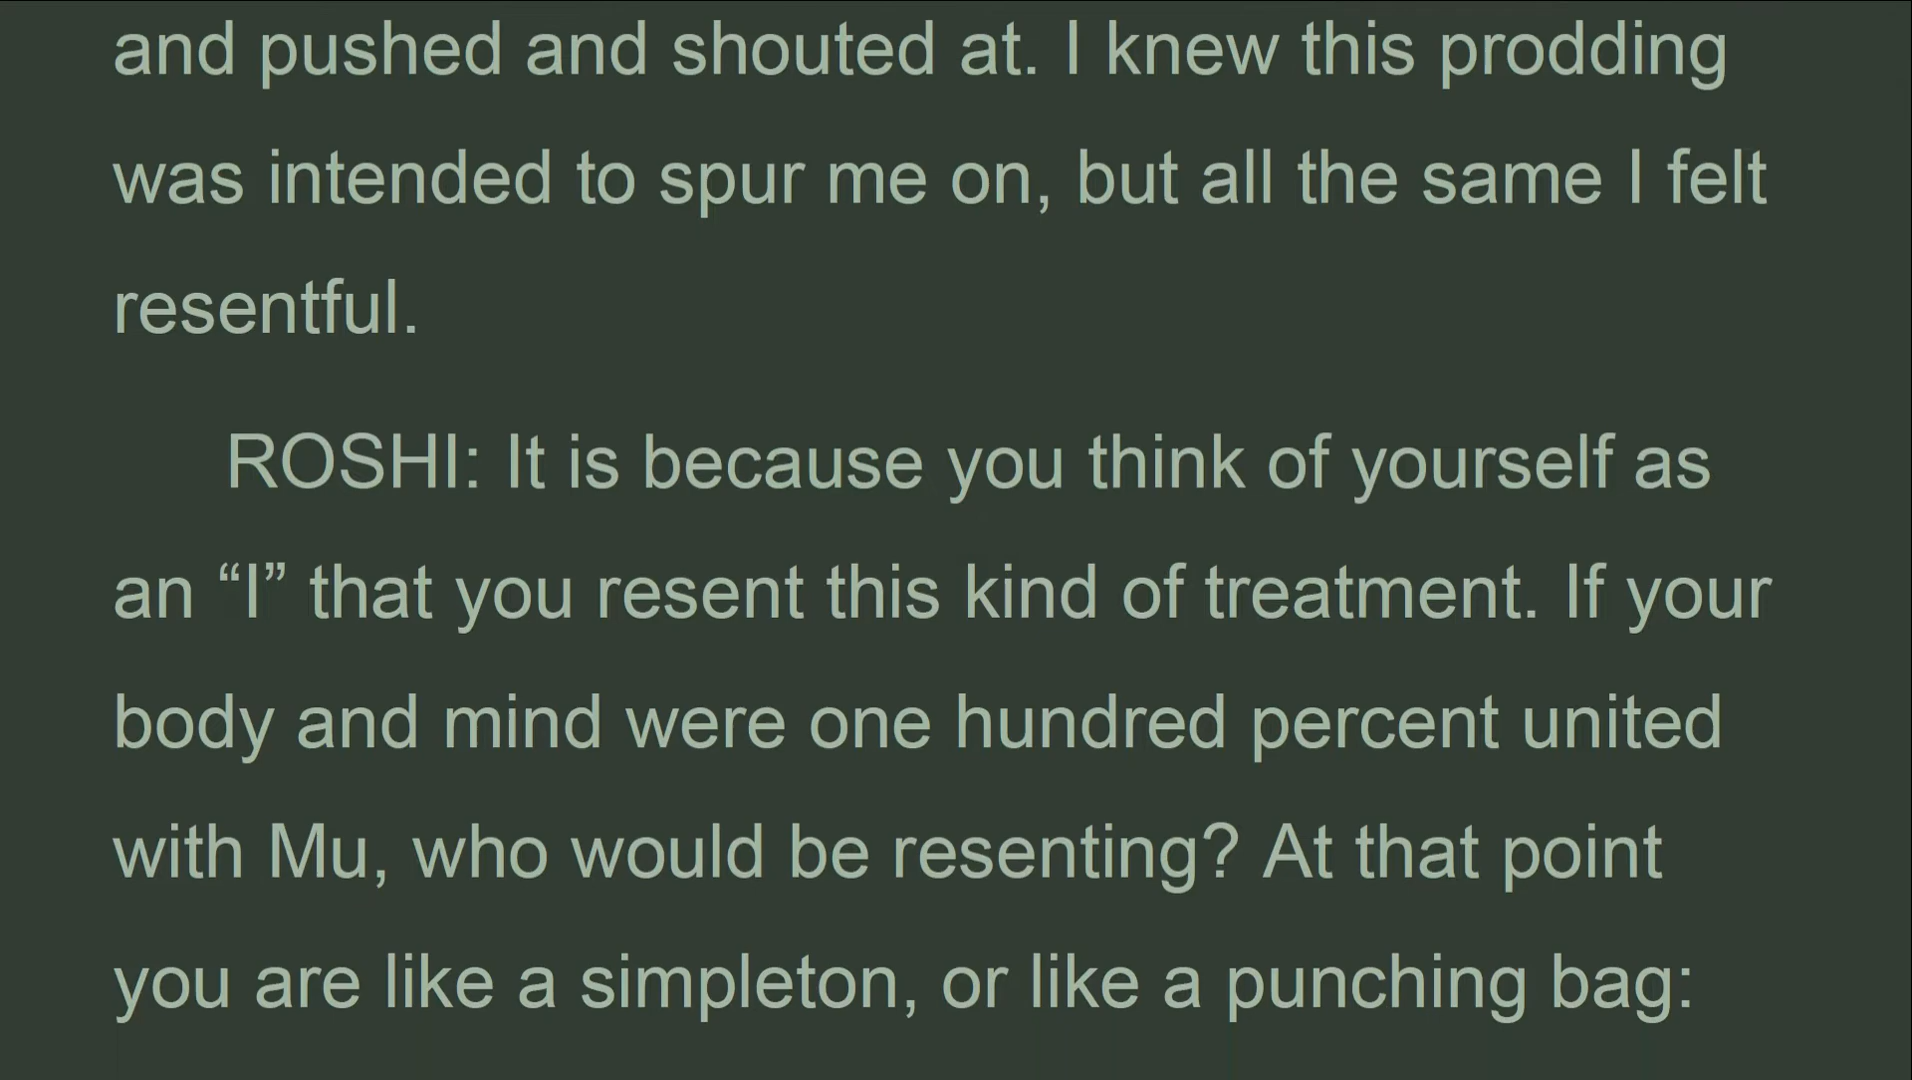 and pushed and shouted at. I knew this prodding
was intended to spur me on, but all the same I felt
resentful.
ROSHI: It is because you think of yourself as
an “I” that you resent this kind of treatment. If your
body and mind were one hundred percent united
with Mu, who would be resenting? At that point
you are like a simpleton, or like a punching bag: